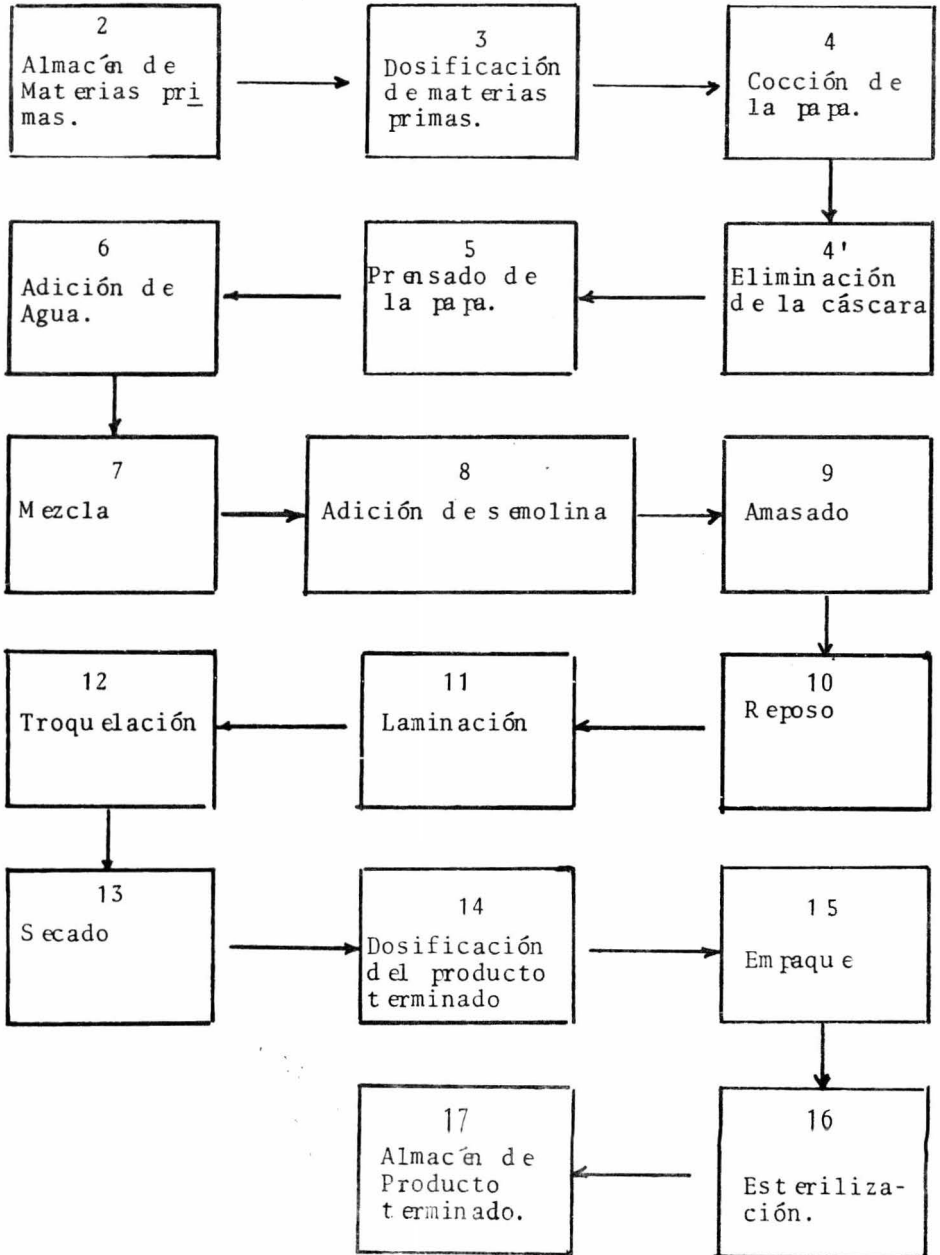 2
Almacén de
Materias pri
mas.
3
Dosificación
de materias
primas.
4
Cocción de
la papa.
6
Adición de
Agua.
5
Prensado de
la papa.
4'
Eliminación
de la cáscara
7
Mezcla
8
Adición de semolina
9
Amasado
12
Troquelación
11
Laminación
10
Reposo
13
Secado
14
Dosificación
del producto
terminado
15
Empaque
17
Almacén de
Producto
terminado.
16
Esteriliza-
ción.